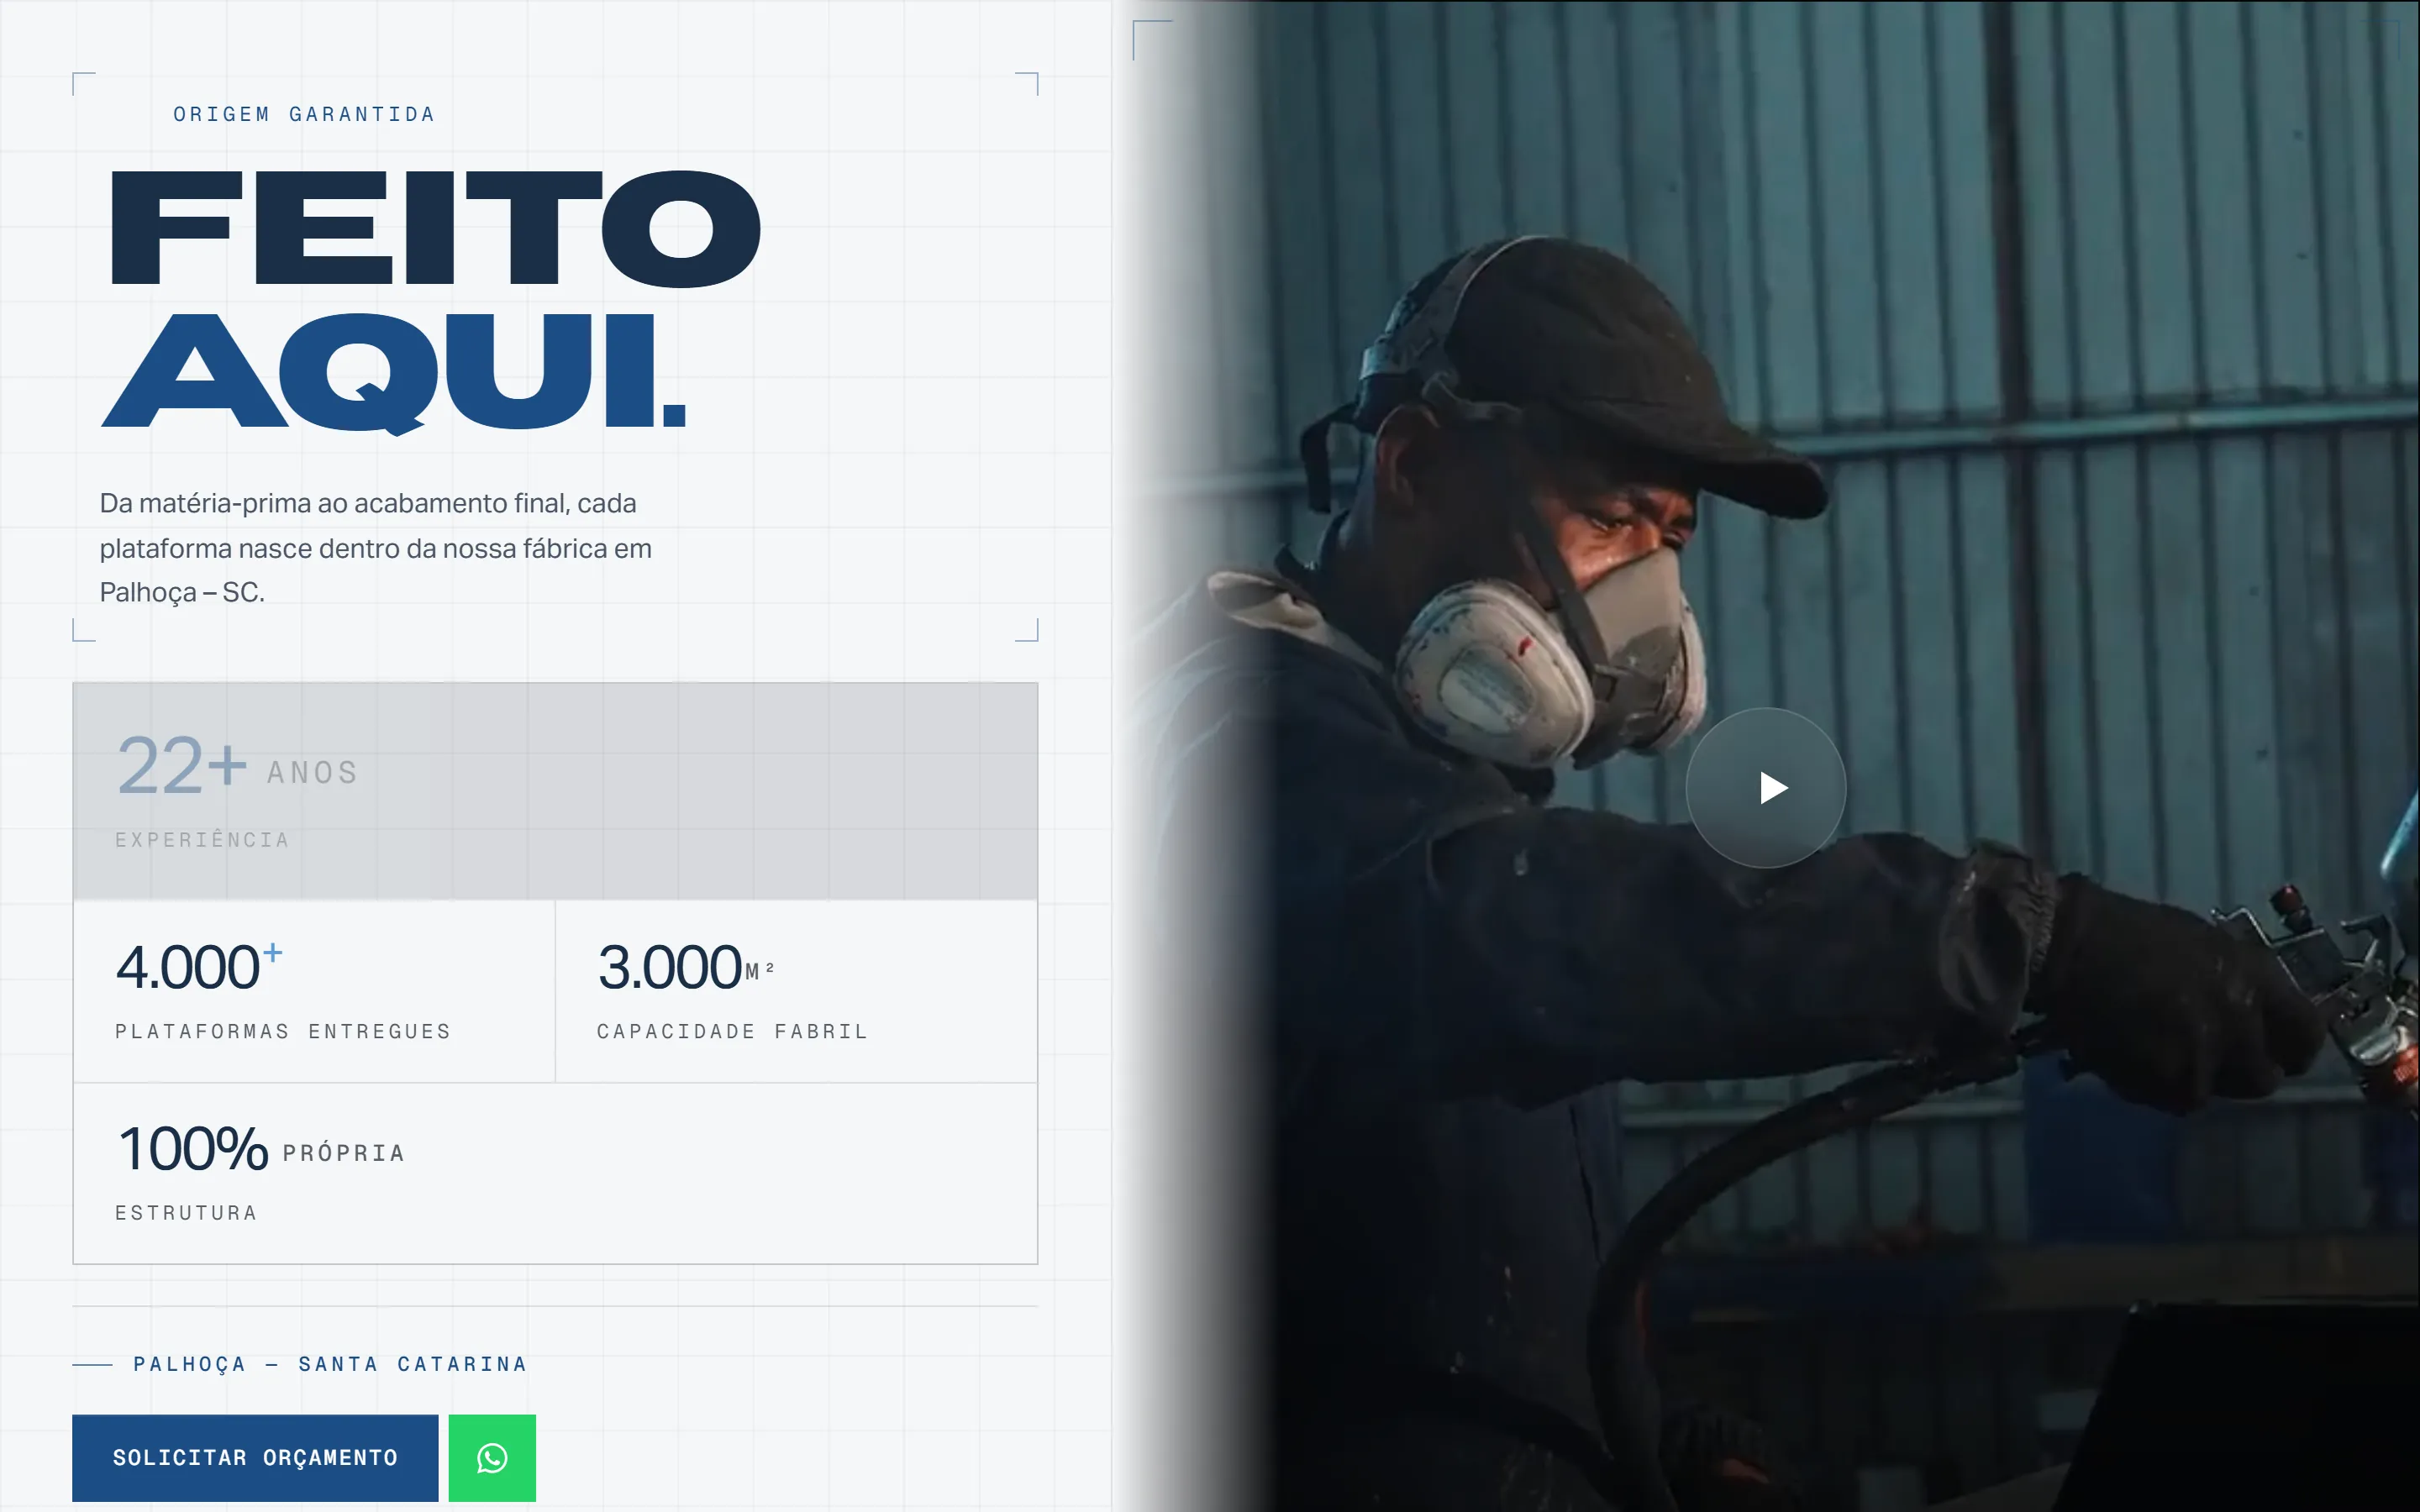 ORIGEM GARANTIDA
FEITO
AQUI.
Da matéria-prima ao acabamento final, cada
plataforma nasce dentro da nossa fábrica em
Palhoça – SC.
22+ ANOS
EXPERIÊNCIA
4.000+
PLATAFORMAS ENTREGUES
3.000M²
CAPACIDADE FABRIL
100% PRÓPRIA
ESTRUTURA
PALHOÇA — SANTA CATARINA
SOLICITAR ORÇAMENTO